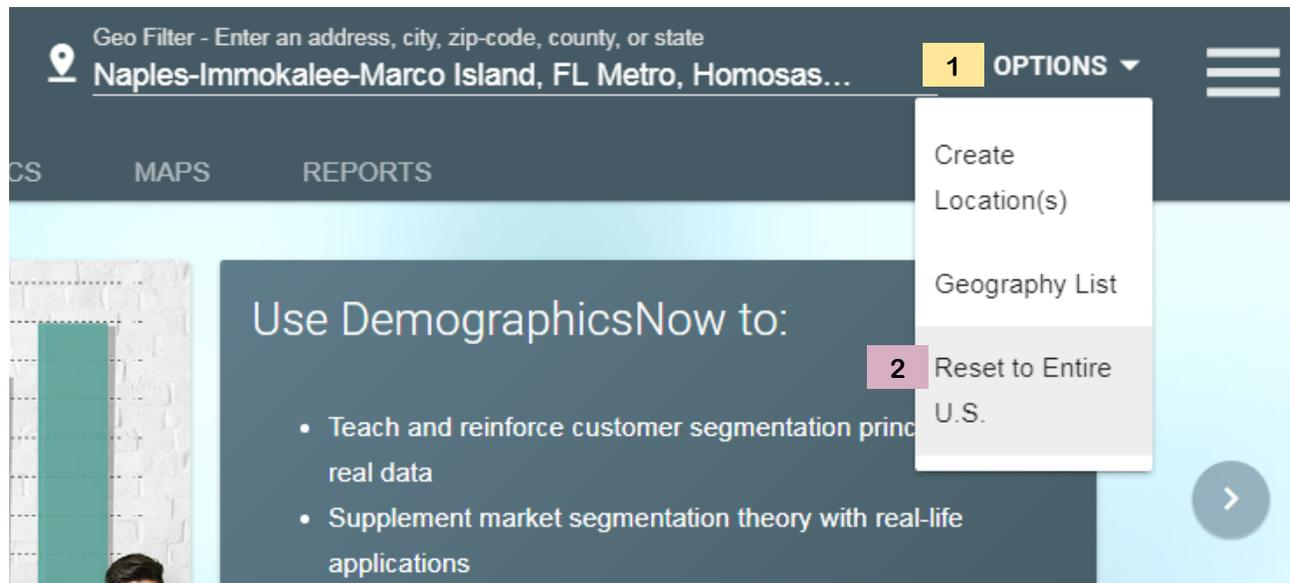 Geo Filter - Enter an address, city, zip-code, county, or state
Naples-Immokalee-Marco Island, FL Metro, Homosas...
1 OPTIONS
CS MAPS REPORTS
Create
Location(s)
Geography List
2 Reset to Entire
U.S.
Use DemographicsNow to:
• Teach and reinforce customer segmentation princ
real data
• Supplement market segmentation theory with real-life
applications